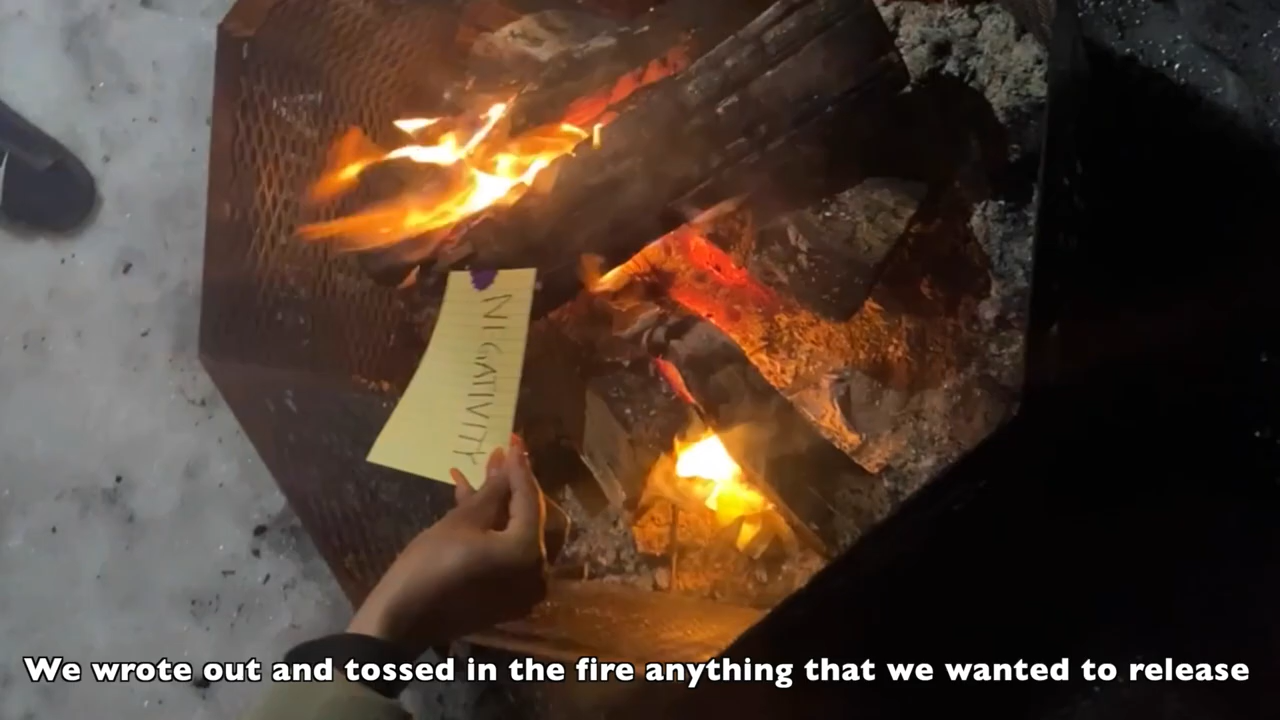 NEGATIVITY
We wrote out and tossed in the fire anything that we wanted to release